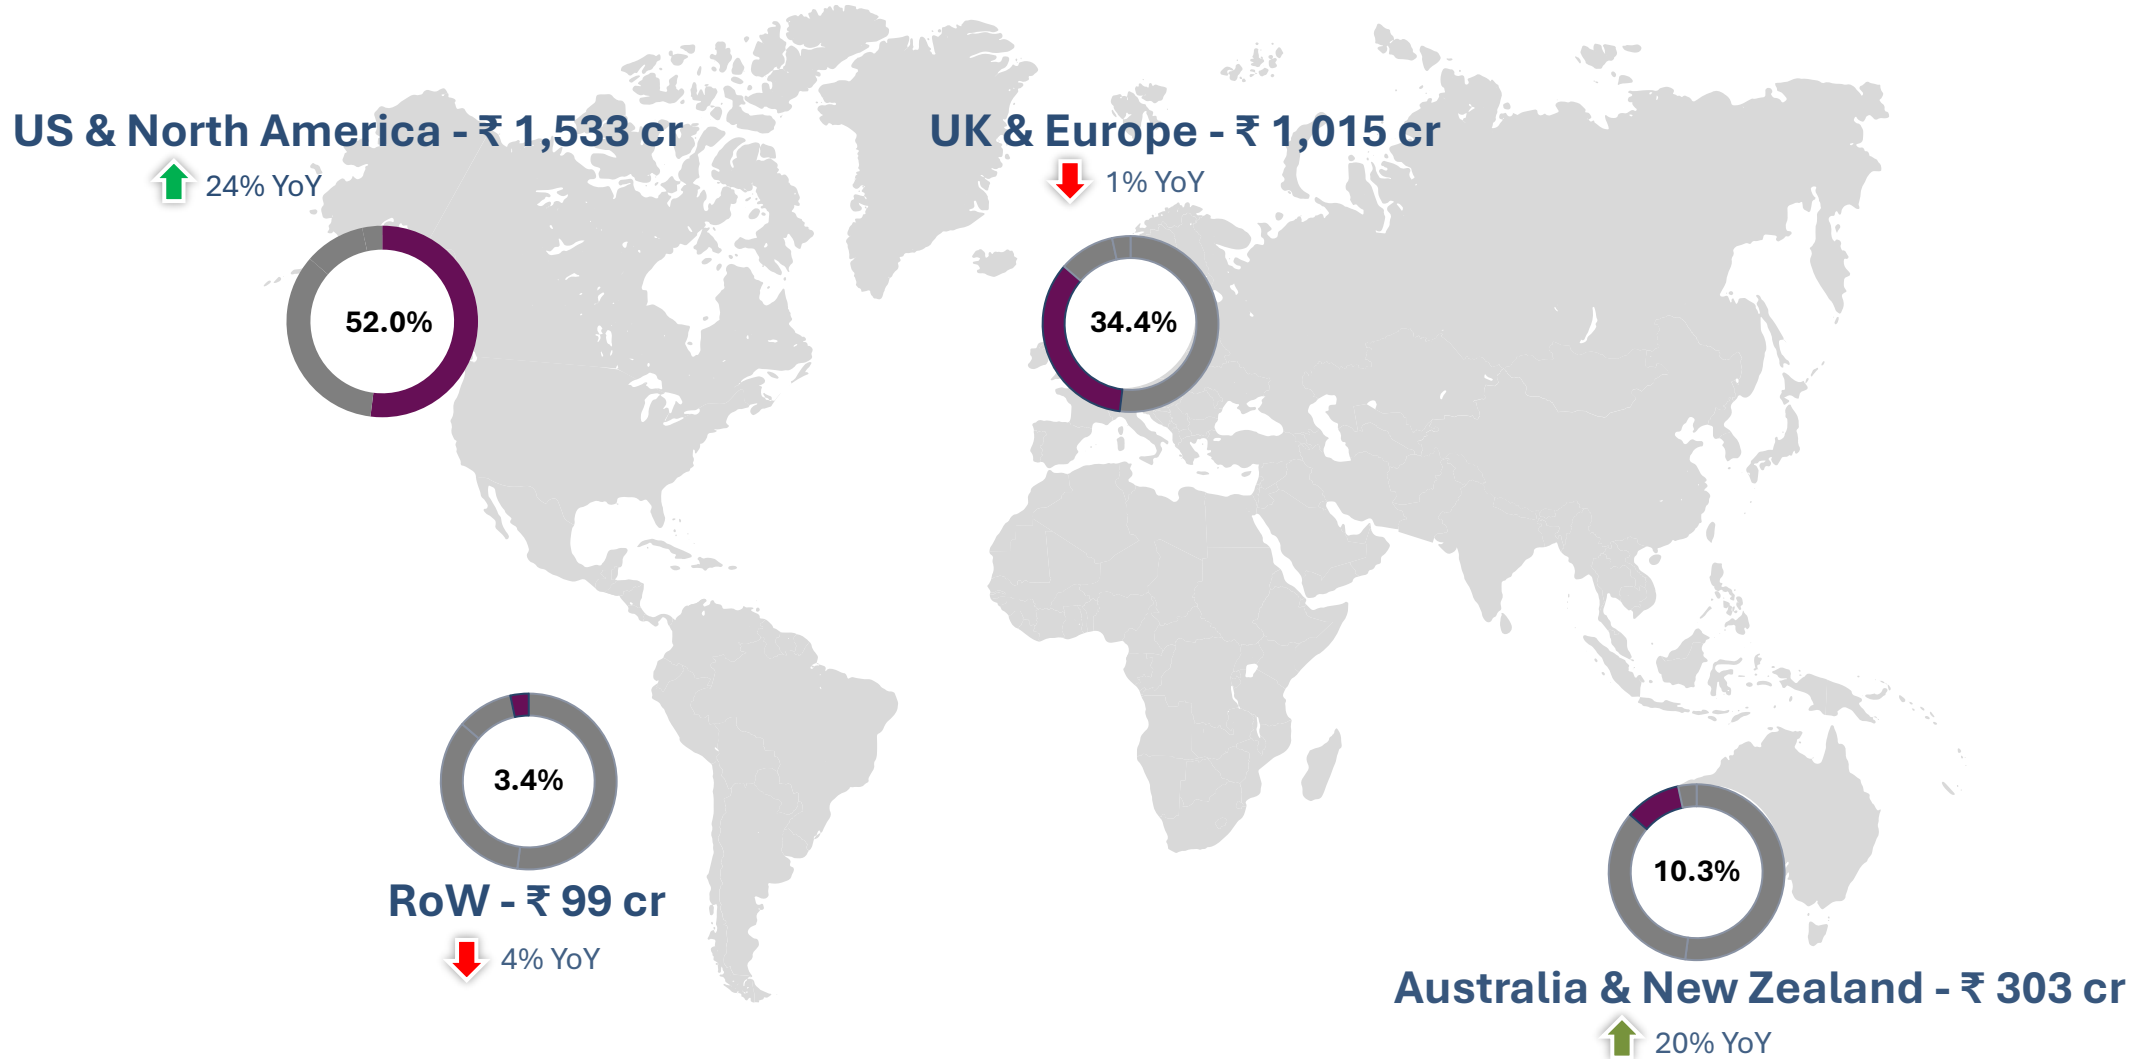 US & North America - ₹ 1,533 cr
24% YoY
52.0%
UK & Europe - ₹ 1,015 cr
1% YoY
34.4%
3.4%
RoW - ₹ 99 cr
4% YoY
10.3%
Australia & New Zealand - ₹ 303 cr
20% YoY